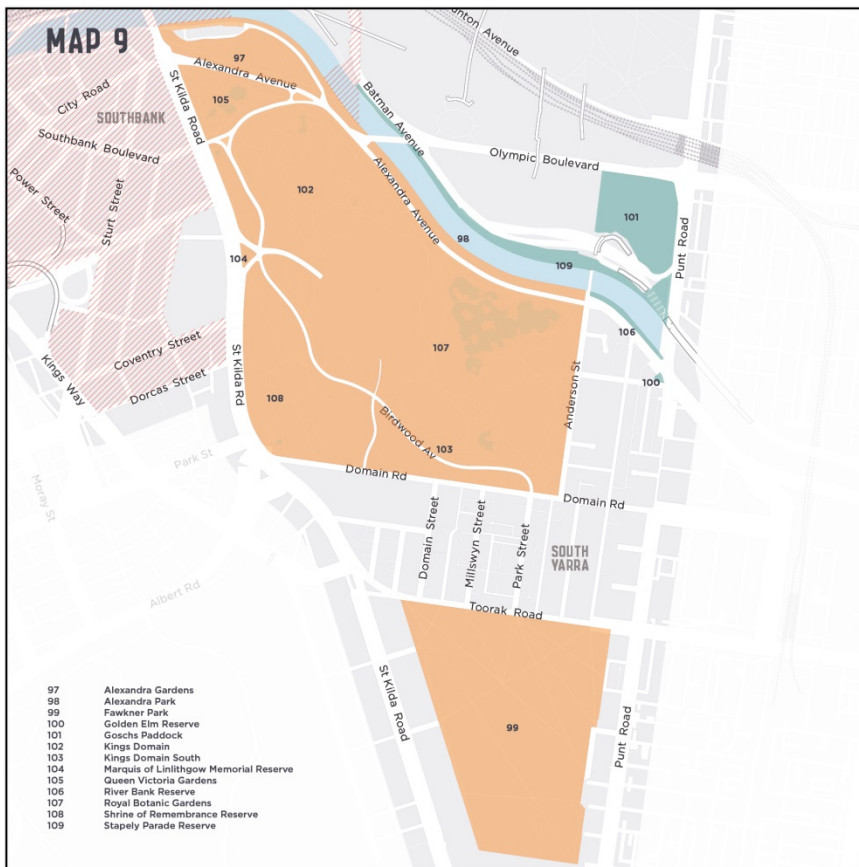 MAP 9
unton Avenue
97
Alexandra Avenue
St Kilda Road
105
City Road
SOUTHBANK
Southbank Boulevard
Power Street
Sturt Street
Batman Avenue
Olympic Boulevard
Alexandra Avenue
102
101
Punt Road
98
109
104
106
107
100
Coventry Street
Dorcas Street
Kings Way
St Kilda Rd
108
Anderson St
Birdwood Av
103
Park St
Moray St
Domain Rd
Domain Rd
Domain Street
Millswyn Street
Park Street
SOUTH
YARRA
Albert Rd
Toorak Road
St Kilda Road
99
Punt Road
97 Alexandra Gardens
98 Alexandra Park
99 Fawkner Park
100 Golden Elm Reserve
101 Goschs Paddock
102 Kings Domain
103 Kings Domain South
104 Marquis of Linlithgow Memorial Reserve
105 Queen Victoria Gardens
106 River Bank Reserve
107 Royal Botanic Gardens
108 Shrine of Remembrance Reserve
109 Stapely Parade Reserve